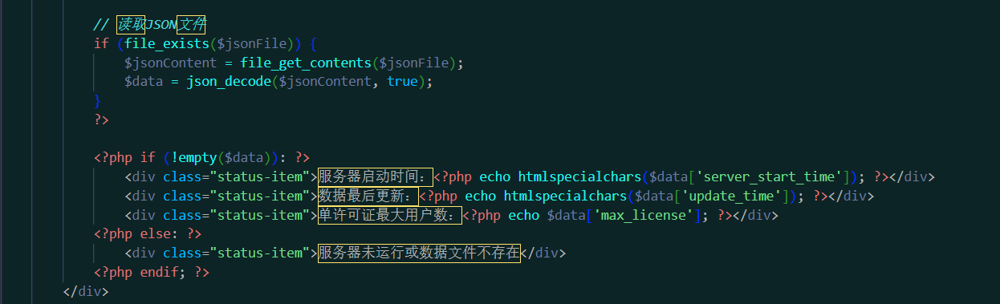 // 读取JSON文件
if (file_exists($jsonFile)) {
$jsonContent = file_get_contents($jsonFile);
$data = json_decode($jsonContent, true);
}
?>
<?php if (!empty($data)): ?>
<div class="status-item">服务器启动时间：<?php echo htmlspecialchars($data['server_start_time']); ?></div>
<div class="status-item">数据最后更新：<?php echo htmlspecialchars($data['update_time']); ?></div>
<div class="status-item">单许可证最大用户数：<?php echo $data['max_license']; ?></div>
<?php else: ?>
<div class="status-item">服务器未运行或数据文件不存在</div>
<?php endif; ?>
</div>